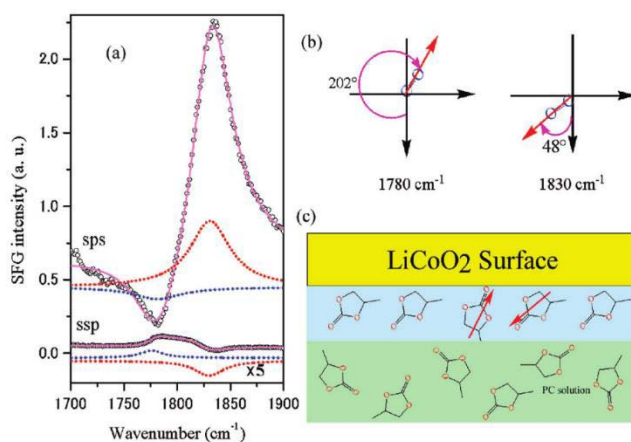 (a)
2.0
1.5
1.0
0.5
0.0
SFG intensity (a. u.)
sps
ssp
x5
1700 1750 1800 1850 1900
Wavenumber (cm-1)
(b)
202°
48°
1780 cm-1
1830 cm-1
(c)
LiCoO2 Surface
PC solution